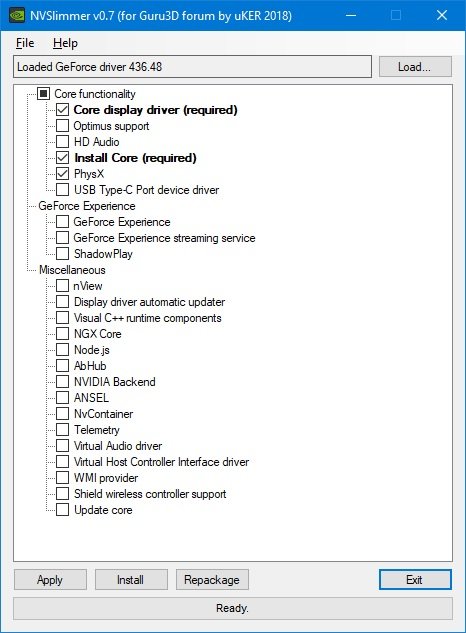 NVSlimmer v0.7 (for Guru3D forum by uKER 2018)
File Help
Loaded GeForce driver 436.48
Load...
Core functionality
Core display driver (required)
Optimus support
HD Audio
Install Core (required)
PhysX
USB Type-C Port device driver
GeForce Experience
GeForce Experience
GeForce Experience streaming service
ShadowPlay
Miscellaneous
nView
Display driver automatic updater
Visual C++ runtime components
NGX Core
Node.js
AbHub
NVIDIA Backend
ANSEL
NvContainer
Telemetry
Virtual Audio driver
Virtual Host Controller Interface driver
WMI provider
Shield wireless controller support
Update core
Apply Install Repackage Exit
Ready.